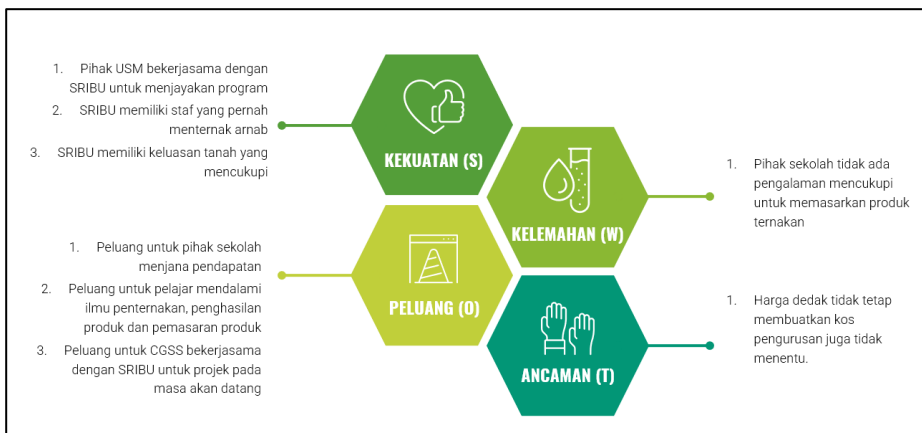 1. Pihak USM bekerjasama dengan
SRIBU untuk menjayakan program
2. SRIBU memiliki staf yang pernah
menternak arnab
3. SRIBU memiliki keluasan tanah yang
mencukupi
KEKUATAN (S)
1. Pihak sekolah tidak ada
pengalaman mencukupi
untuk memasarkan produk
ternakan
KELEMAHAN (W)
1. Peluang untuk pihak sekolah
menjana pendapatan
2. Peluang untuk pelajar mendalami
ilmu penternakan, penghasilan
produk dan pemasaran produk
3. Peluang untuk CGSS bekerjasama
dengan SRIBU untuk projek pada
masa akan datang
PELUANG (O)
1. Harga dedak tidak tetap
membuatkan kos
pengurusan juga tidak
menentu.
ANCAMAN (T)